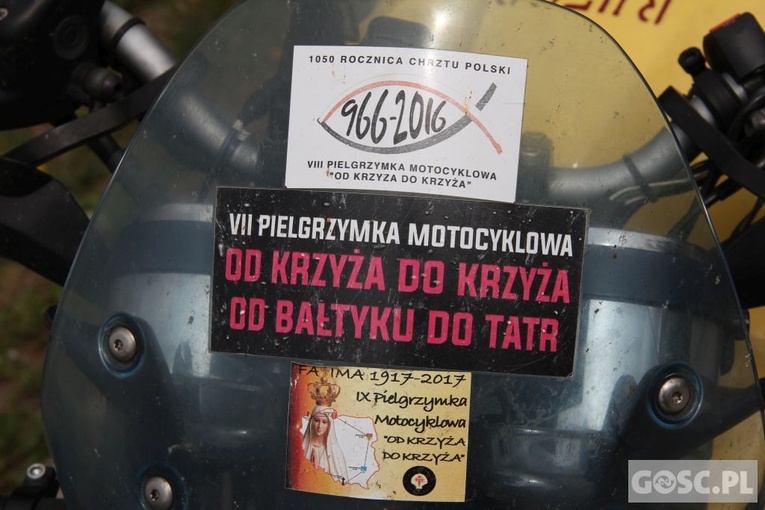 1050 ROCZNICA CHRZTU POLSKI
966-2016
VIII PIELGRZYMKA MOTOCYKLOWA
"OD KRZYŻA DO KRZYŻA"
VII PIELGRZYMKA MOTOCYKLOWA
OD KRZYŻA DO KRZYŻA
OD BAŁTYKU DO TATR
FATIMA 1917-2017
IX Pielgrzymka
Motocyklowa
"OD KRZYŻA
DO KRZYŻA"
GOSC.PL